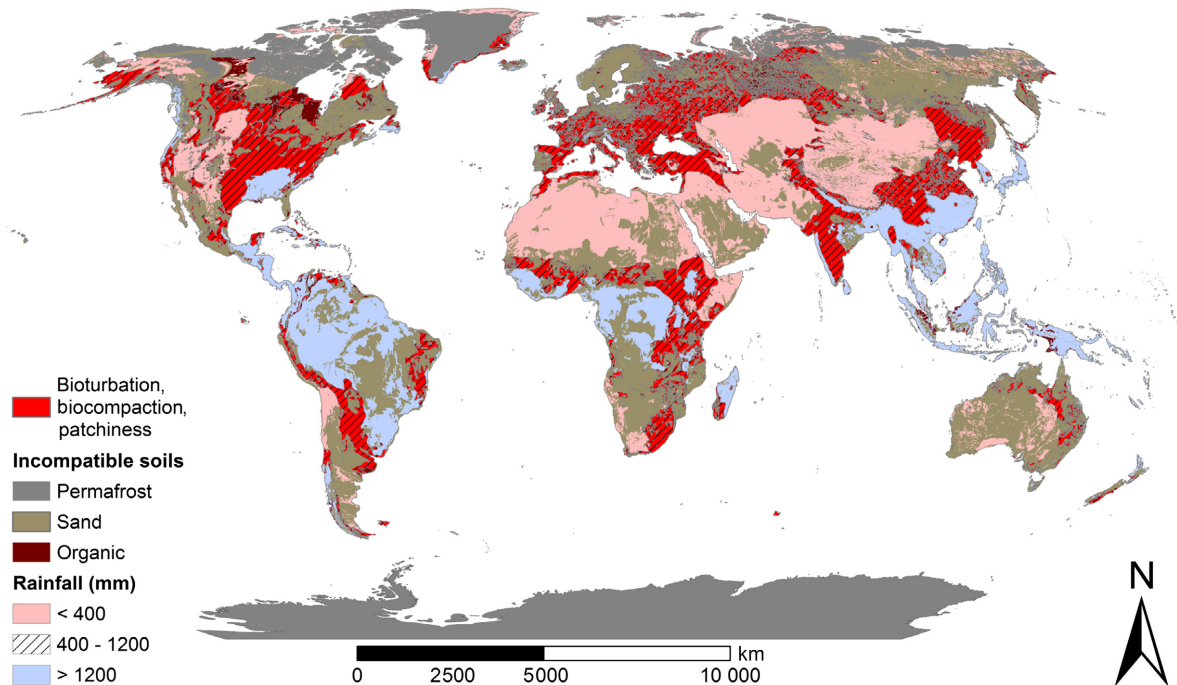 Bioturbation,
biocompaction,
patchiness
Incompatible soils
Permafrost
Sand
Organic
Rainfall (mm)
< 400
400 - 1200
> 1200
km
0 2500 5000 10 000
N